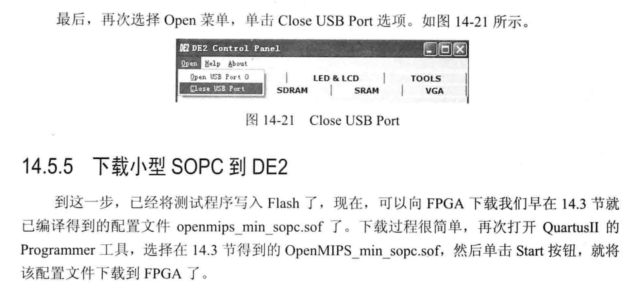 最后，再次选择 Open 菜单，单击 Close USB Port 选项。如图 14-21 所示。
DE2 Control Panel
Open Help About
Open USB Port 0
LED & LCD
TOOLS
Close USB Port
SDRAM
SRAM
VGA
图 14-21 Close USB Port
14.5.5 下载小型 SOPC 到 DE2
到这一步，已经将测试程序写入 Flash 了，现在，可以向 FPGA 下载我们早在 14.3 节就
已编译得到的配置文件 openmips_min_sopc.sof 了。下载过程很简单，再次打开 QuartusII 的
Programmer 工具，选择在 14.3 节得到的 OpenMIPS_min_sopc.sof，然后单击 Start 按钮，就将
该配置文件下载到 FPGA 了。